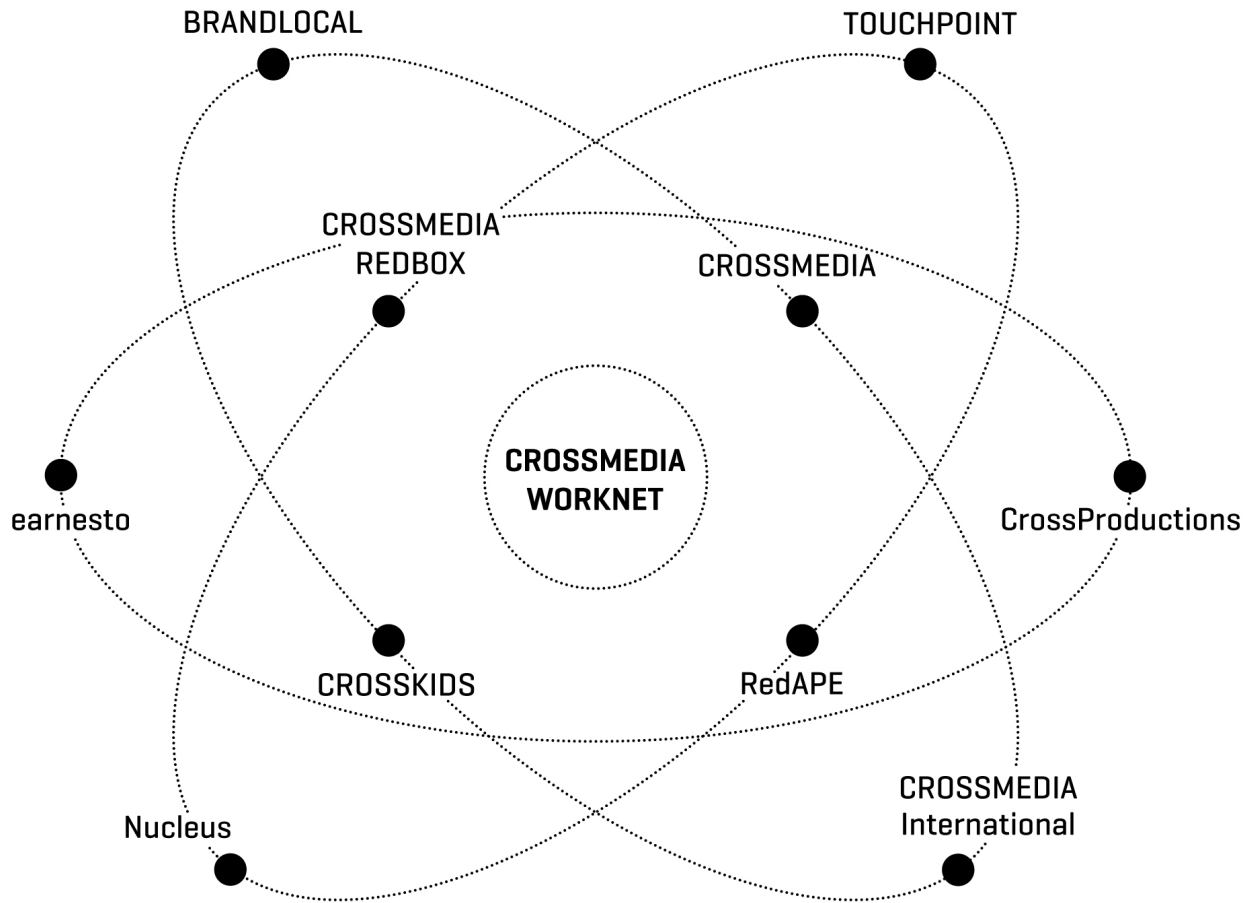 BRANDLOCAL
TOUCHPOINT
CROSSMEDIA
REDBOX
CROSSMEDIA
CROSSMEDIA
WORKNET
earnesto
CrossProductions
CROSSKIDS
RedAPE
CROSSMEDIA
International
Nucleus